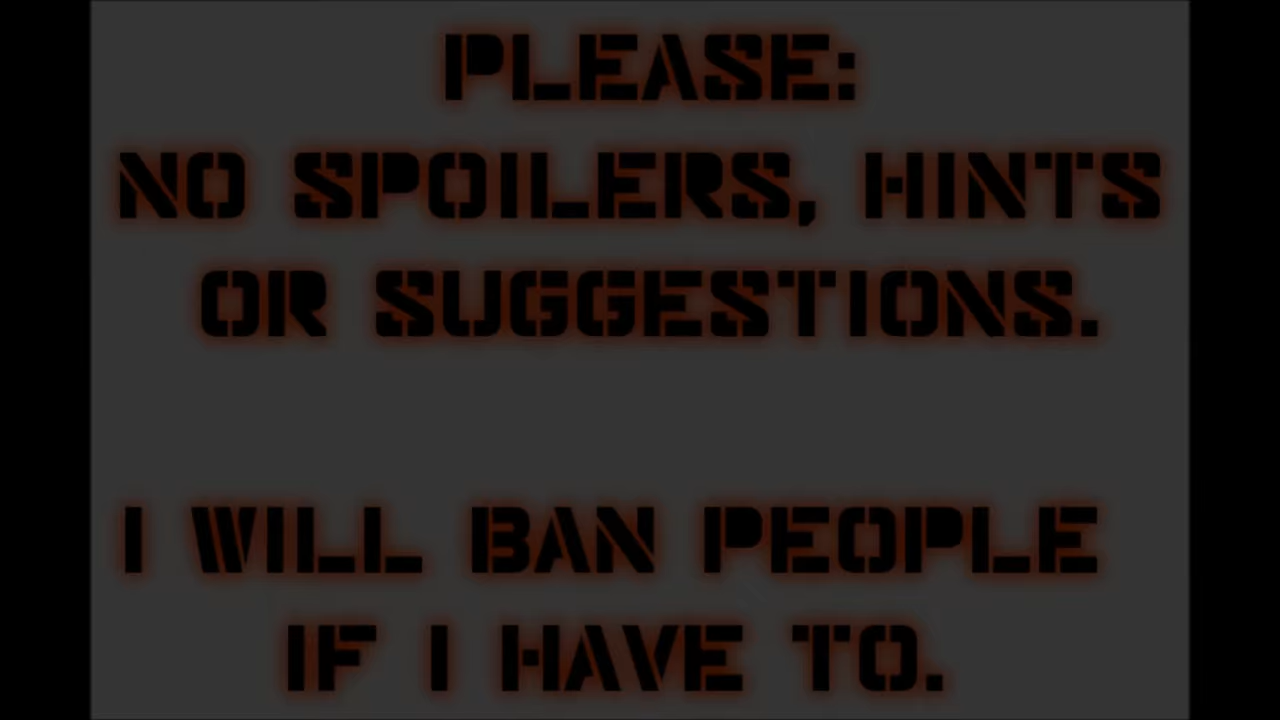 PLEASE:
NO SPOILERS, HINTS
OR SUGGESTIONS.
I WILL BAN PEOPLE
IF I HAVE TO.